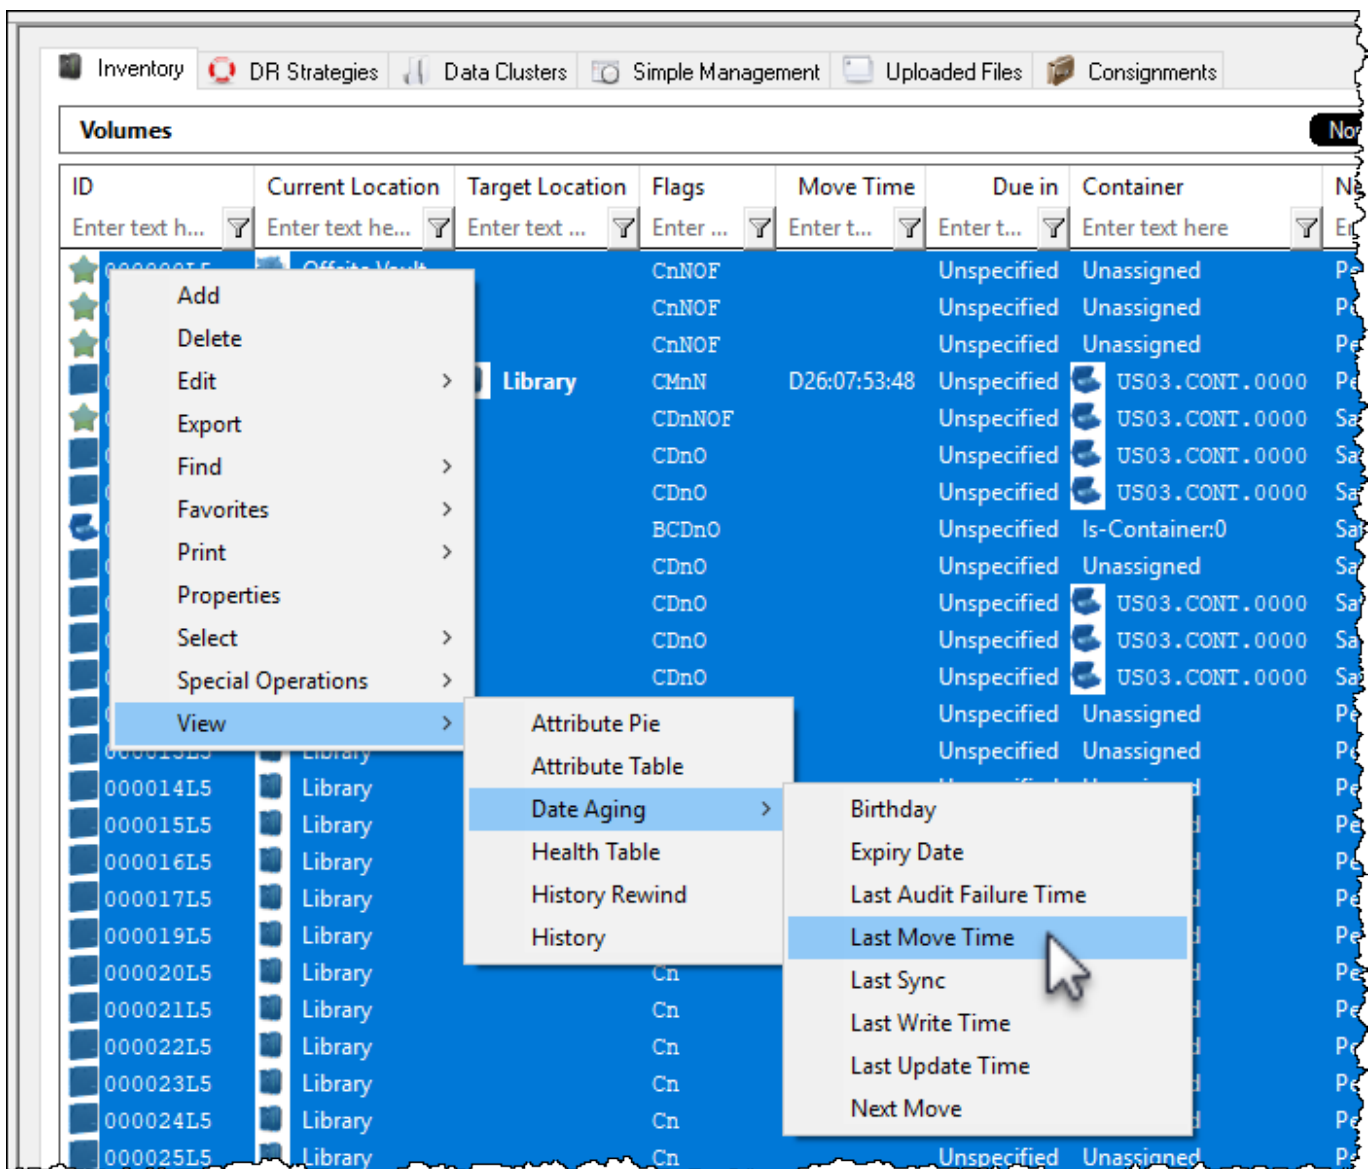 Inventory DR Strategies Data Clusters Simple Management Uploaded Files Consignments
Volumes
ID Current Location Target Location Flags Move Time Due in Container
Enter text h... Enter text he... Enter text ... Enter ... Enter t... Enter t... Enter text here
Offsite Vault CnNOF Unspecified Unassigned
Add CnNOF Unspecified Unassigned
Delete CnNOF Unspecified Unassigned
Edit > Library CMnN D26:07:53:48 Unspecified US03.CONT.0000
Export CDnNOF Unspecified US03.CONT.0000
Find > CDnO Unspecified US03.CONT.0000
Favorites > CDnO Unspecified US03.CONT.0000
BCDnO Unspecified Is-Container:0
Print > CDnO Unspecified Unassigned
Properties CDnO Unspecified US03.CONT.0000
Select > CDnO Unspecified US03.CONT.0000
Special Operations > CDnO Unspecified US03.CONT.0000
View > Attribute Pie Unspecified Unassigned
Attribute Table Unspecified Unassigned
000014L5 Library
Date Aging > Birthday
000015L5 Library
000016L5 Library Health Table Expiry Date
000017L5 Library History Rewind Last Audit Failure Time
000019L5 Library History Last Move Time
000020L5 Library Cn Last Sync
000021L5 Library Cn Last Write Time
000022L5 Library Cn Last Update Time
000023L5 Library Cn
Next Move
000024L5 Library Cn
000025L5 Library Cn Unspecified Unassigned